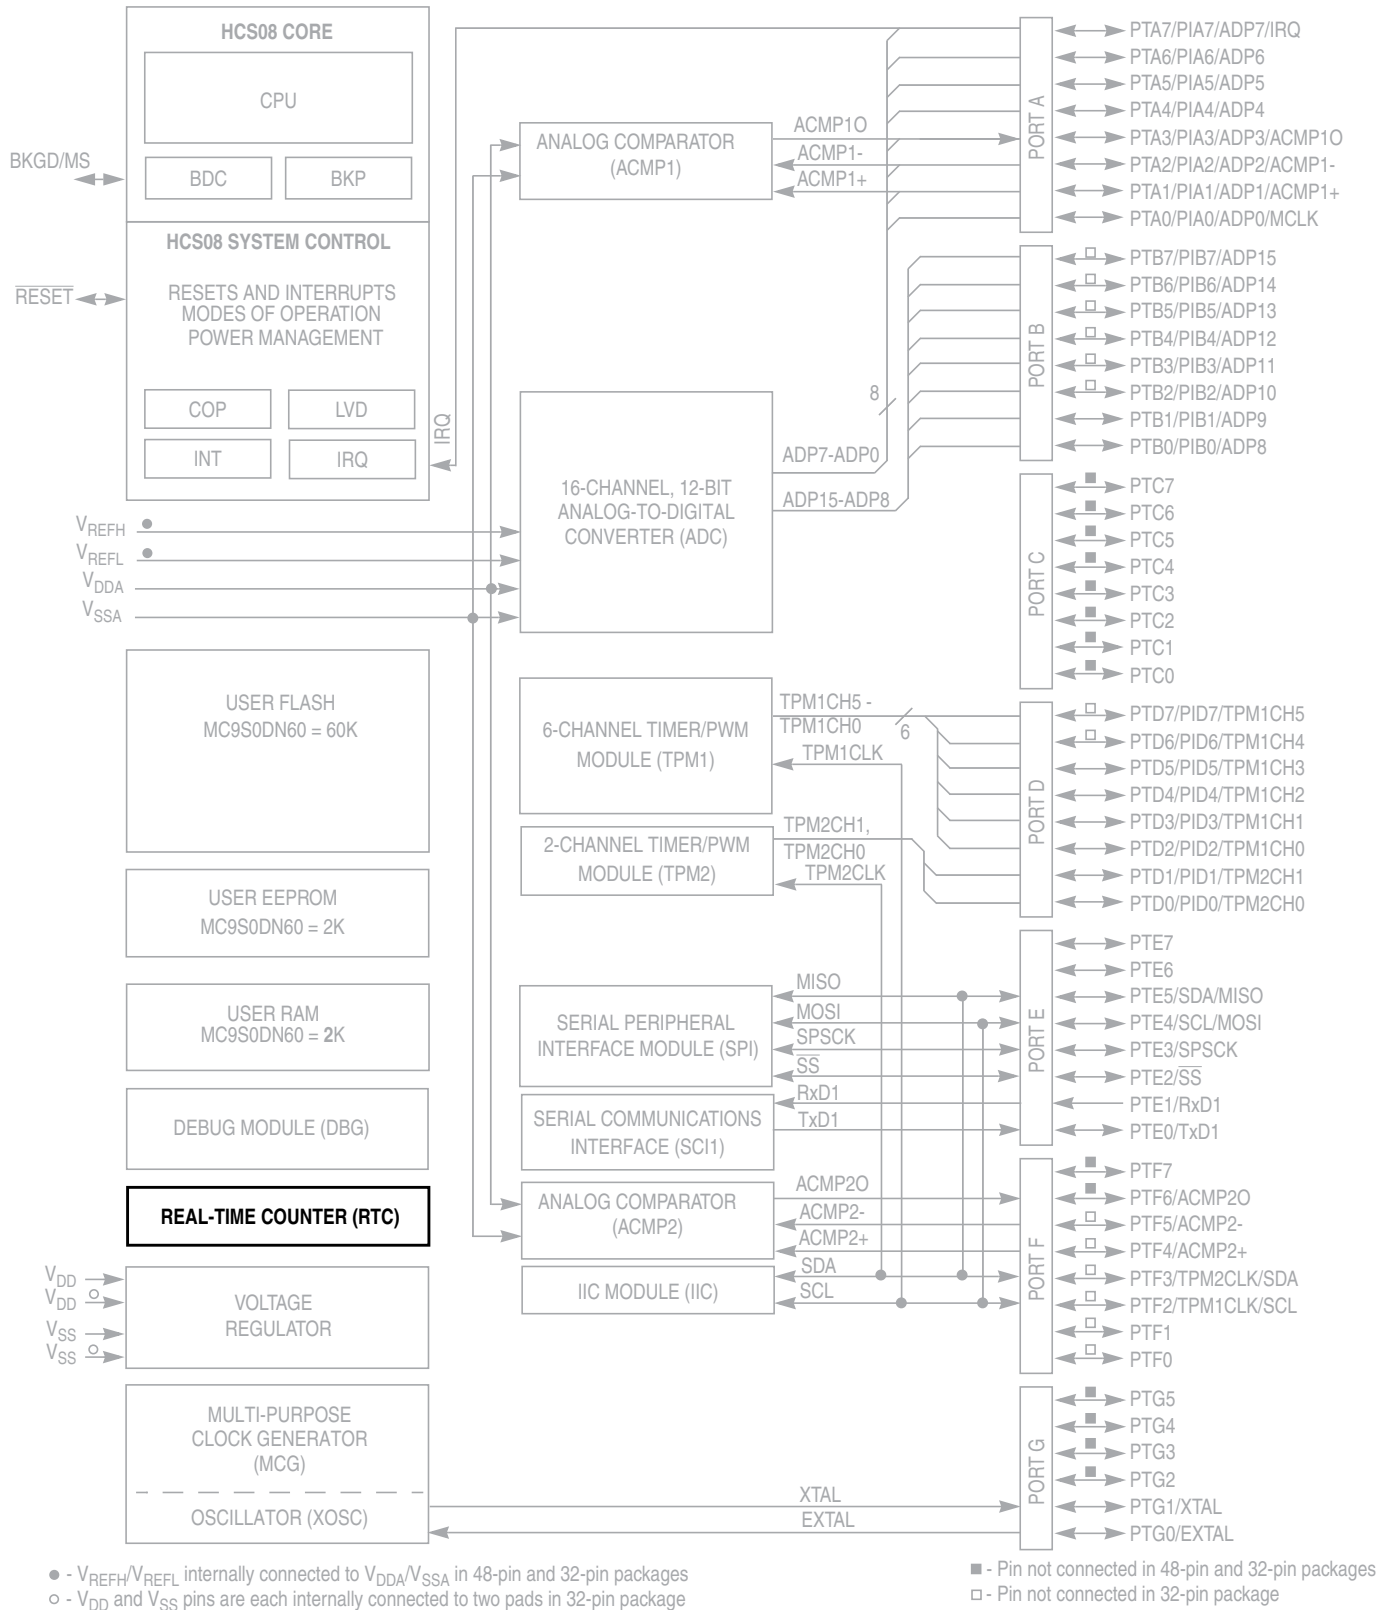 HCS08 CORE
CPU
BDC
BKP
BKGD/MS
HCS08 SYSTEM CONTROL
RESETS AND INTERRUPTS
MODES OF OPERATION
POWER MANAGEMENT
RESET
COP
LVD
INT
IRQ
IRQ
VREFH
VREFL
VDDA
VSSA
USER FLASH
MC9S0DN60 = 60K
USER EEPROM
MC9S0DN60 = 2K
USER RAM
MC9S0DN60 = 2K
DEBUG MODULE (DBG)
REAL-TIME COUNTER (RTC)
VDD
VDD
VSS
VSS
VOLTAGE
REGULATOR
MULTI-PURPOSE
CLOCK GENERATOR
(MCG)
OSCILLATOR (XOSC)
ANALOG COMPARATOR
(ACMP1)
ACMP1O
ACMP1-
ACMP1+
16-CHANNEL, 12-BIT
ANALOG-TO-DIGITAL
CONVERTER (ADC)
8
ADP7-ADP0
ADP15-ADP8
6-CHANNEL TIMER/PWM
MODULE (TPM1)
TPM1CH5 -
TPM1CH0
6
TPM1CLK
2-CHANNEL TIMER/PWM
MODULE (TPM2)
TPM2CH1,
TPM2CH0
TPM2CLK
SERIAL PERIPHERAL
INTERFACE MODULE (SPI)
MISO
MOSI
SPSCK
SS
SERIAL COMMUNICATIONS
INTERFACE (SCI1)
RxD1
TxD1
ANALOG COMPARATOR
(ACMP2)
ACMP2O
ACMP2-
ACMP2+
IIC MODULE (IIC)
SDA
SCL
XTAL
EXTAL
PORT A
PTA7/PIA7/ADP7/IRQ
PTA6/PIA6/ADP6
PTA5/PIA5/ADP5
PTA4/PIA4/ADP4
PTA3/PIA3/ADP3/ACMP1O
PTA2/PIA2/ADP2/ACMP1-
PTA1/PIA1/ADP1/ACMP1+
PTA0/PIA0/ADP0/MCLK
PORT B
PTB7/PIB7/ADP15
PTB6/PIB6/ADP14
PTB5/PIB5/ADP13
PTB4/PIB4/ADP12
PTB3/PIB3/ADP11
PTB2/PIB2/ADP10
PTB1/PIB1/ADP9
PTB0/PIB0/ADP8
PORT C
PTC7
PTC6
PTC5
PTC4
PTC3
PTC2
PTC1
PTC0
PORT D
PTD7/PID7/TPM1CH5
PTD6/PID6/TPM1CH4
PTD5/PID5/TPM1CH3
PTD4/PID4/TPM1CH2
PTD3/PID3/TPM1CH1
PTD2/PID2/TPM1CH0
PTD1/PID1/TPM2CH1
PTD0/PID0/TPM2CH0
PORT E
PTE7
PTE6
PTE5/SDA/MISO
PTE4/SCL/MOSI
PTE3/SPSCK
PTE2/SS
PTE1/RxD1
PTE0/TxD1
PORT F
PTF7
PTF6/ACMP2O
PTF5/ACMP2-
PTF4/ACMP2+
PTF3/TPM2CLK/SDA
PTF2/TPM1CLK/SCL
PTF1
PTF0
PORT G
PTG5
PTG4
PTG3
PTG2
PTG1/XTAL
PTG0/EXTAL
● - VREFH/VREFL internally connected to VDDA/VSSA in 48-pin and 32-pin packages
○ - VDD and VSS pins are each internally connected to two pads in 32-pin package
■ - Pin not connected in 48-pin and 32-pin packages
□ - Pin not connected in 32-pin package